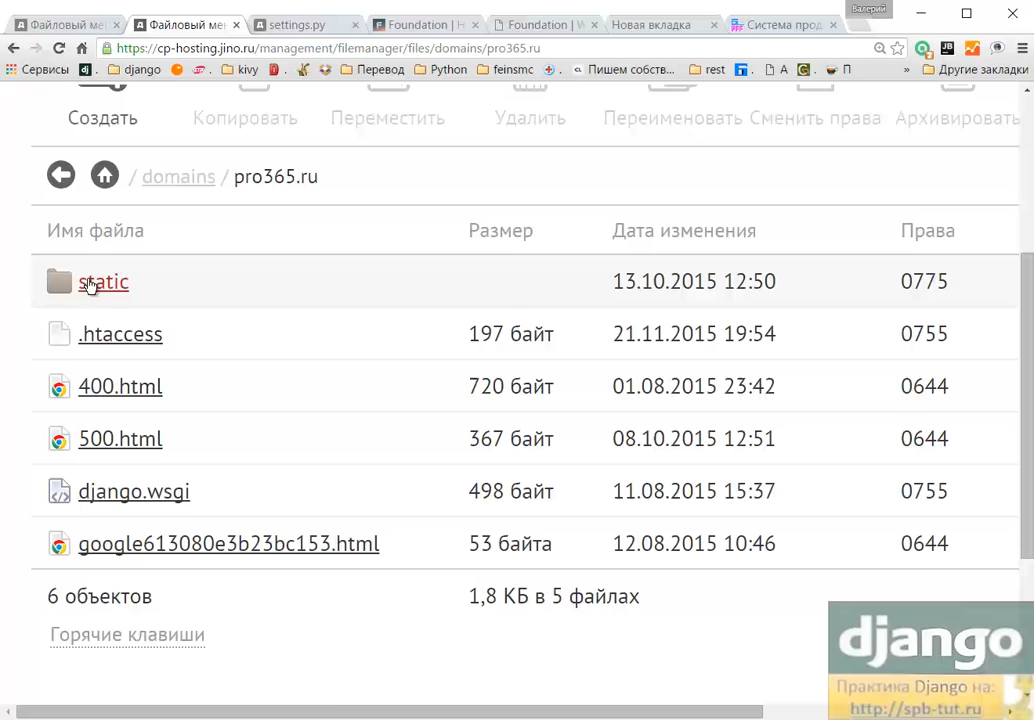 Файловый ме
Файловый ме
settings.py
Foundation | Н
Foundation | W
Новая вкладка
Система прод
Валерий
https://cp-hosting.jino.ru/management/filemanager/files/domains/pro365.ru
Сервисы
django
kivy
Перевод
Python
feinsmc
Пишем собств...
rest
A
П
»
Другие закладки
Создать
Копировать
Переместить
Удалить
Переименовать
Сменить права
Архивировать
/ domains / pro365.ru
Имя файла Размер Дата изменения Права
static 13.10.2015 12:50 0775
.htaccess 197 байт 21.11.2015 19:54 0755
400.html 720 байт 01.08.2015 23:42 0644
500.html 367 байт 08.10.2015 12:51 0644
django.wsgi 498 байт 11.08.2015 15:37 0755
google613080e3b23bc153.html 53 байта 12.08.2015 10:46 0644
6 объектов 1,8 КБ в 5 файлах
Горячие клавиши
django
Практика Django на:
http://spb-tut.ru